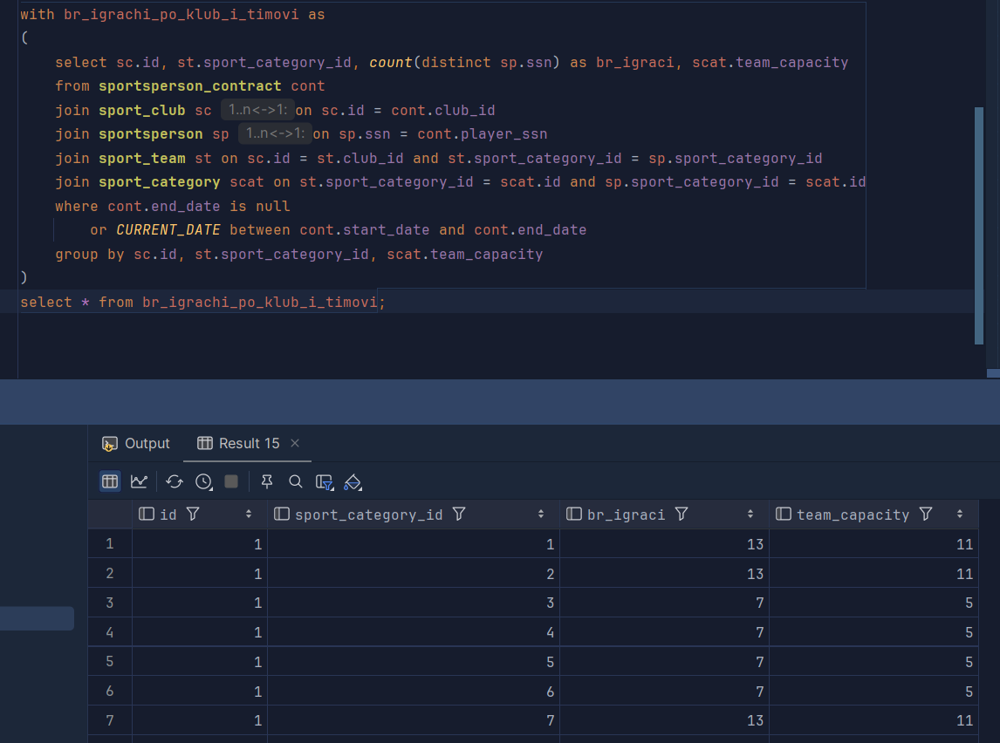 with br_igrachi_po_klub_i_timovi as
(
select sc.id, st.sport_category_id, count(distinct sp.ssn) as br_igraci, scat.team_capacity
from sportsperson_contract cont
join sport_club sc 1..n<->1: on sc.id = cont.club_id
join sportsperson sp 1..n<->1: on sp.ssn = cont.player_ssn
join sport_team st on sc.id = st.club_id and st.sport_category_id = sp.sport_category_id
join sport_category scat on st.sport_category_id = scat.id and sp.sport_category_id = scat.id
where cont.end_date is null
or CURRENT_DATE between cont.start_date and cont.end_date
group by sc.id, st.sport_category_id, scat.team_capacity
)
select * from br_igrachi_po_klub_i_timovi;
Output Result 15 ×
id sport_category_id br_igraci team_capacity
1 1 1 13 11
2 1 2 13 11
3 1 3 7 5
4 1 4 7 5
5 1 5 7 5
6 1 6 7 5
7 1 7 13 11